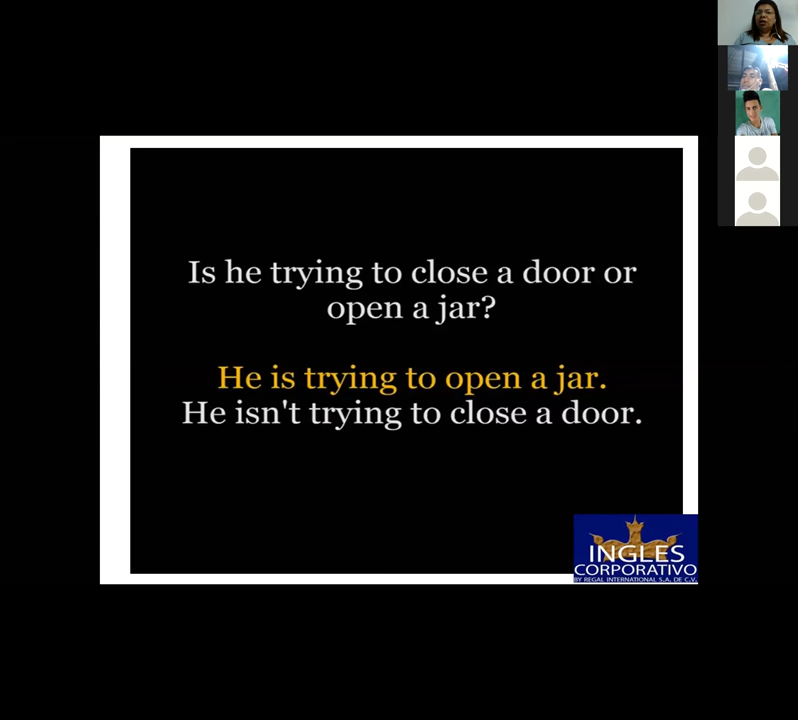 Is he trying to close a door or
open a jar?
He is trying to open a jar.
He isn't trying to close a door.
INGLES
CORPORATIVO
BY REGAL INTERNATIONAL S.A. DE C.V.